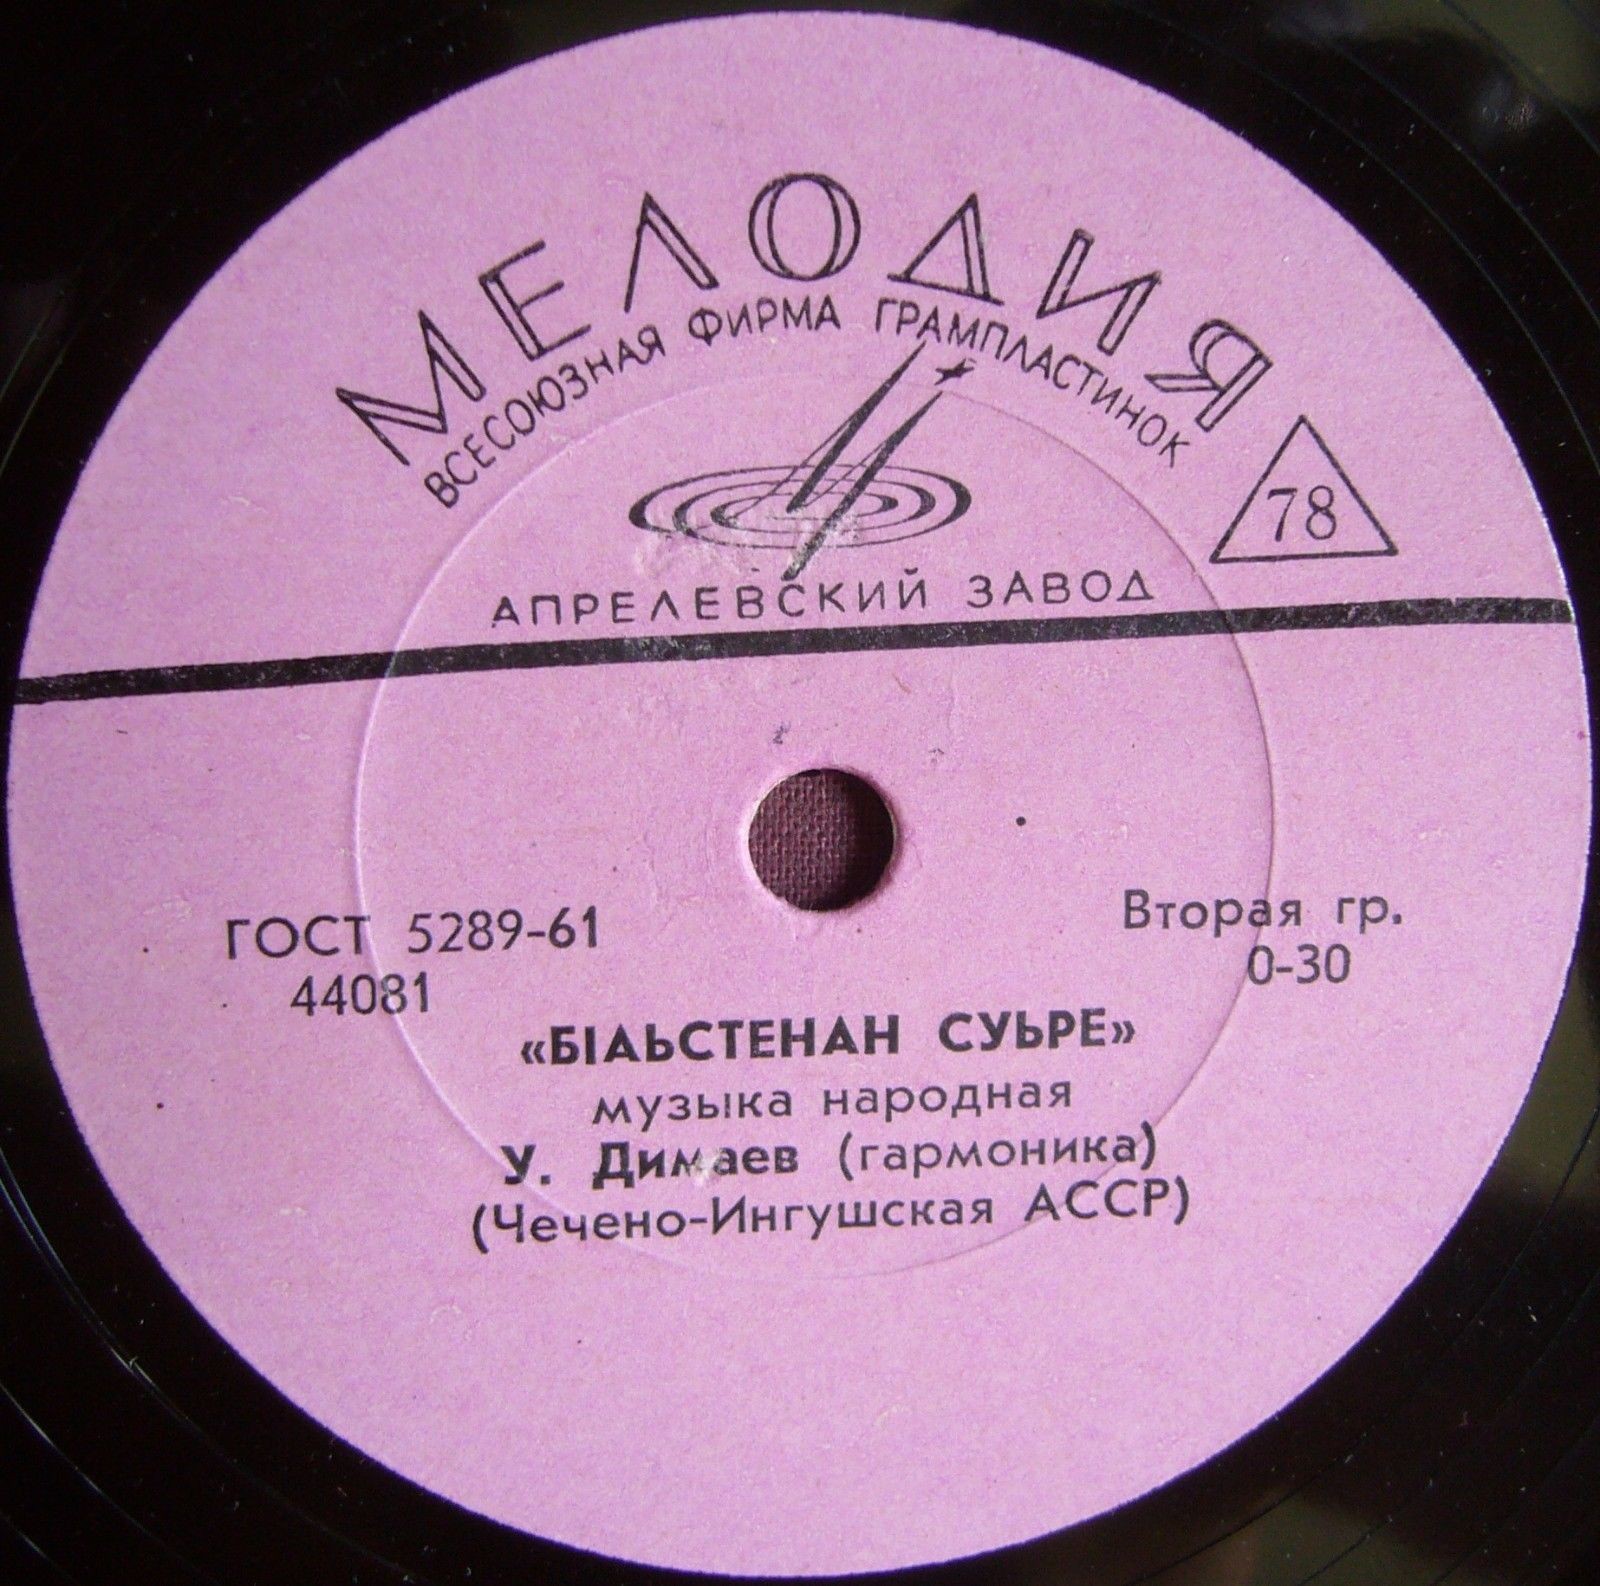 МЕЛОДИЯ
ВСЕСОЮЗНАЯ ФИРМА ГРАМПЛАСТИНОК
78
АПРЕЛЕВСКИЙ ЗАВОД
ГОСТ 5289-61
44081
Вторая гр.
0-30
«БІАЬСТЕНАН СУЬРЕ»
музыка народная
У. Димаев (гармоника)
(Чечено-Ингушская АССР)